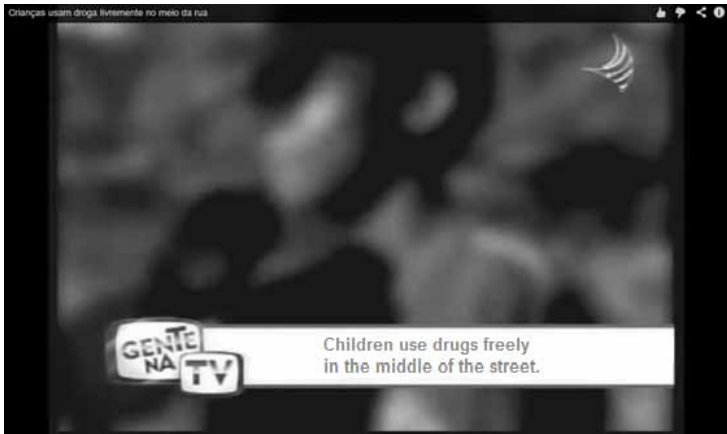 Crianças usam droga livremente no meio da rua
GENTE
NA
TV
Children use drugs freely
in the middle of the street.